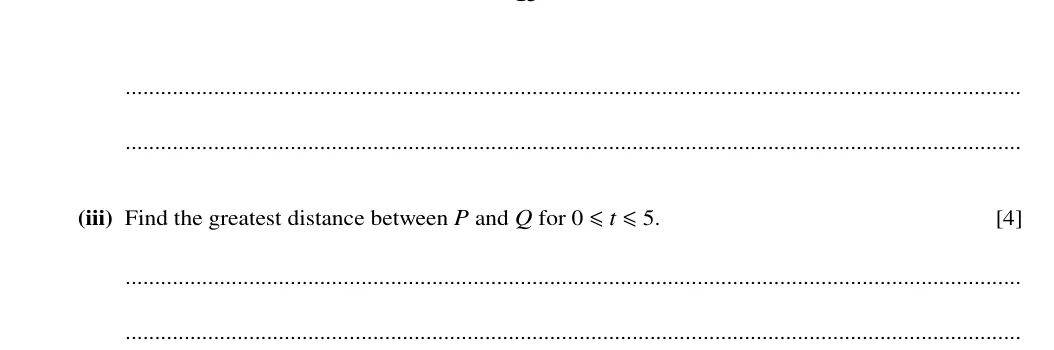 (iii) Find the greatest distance between P and Q for 0 ⩽ t ⩽ 5. [4]